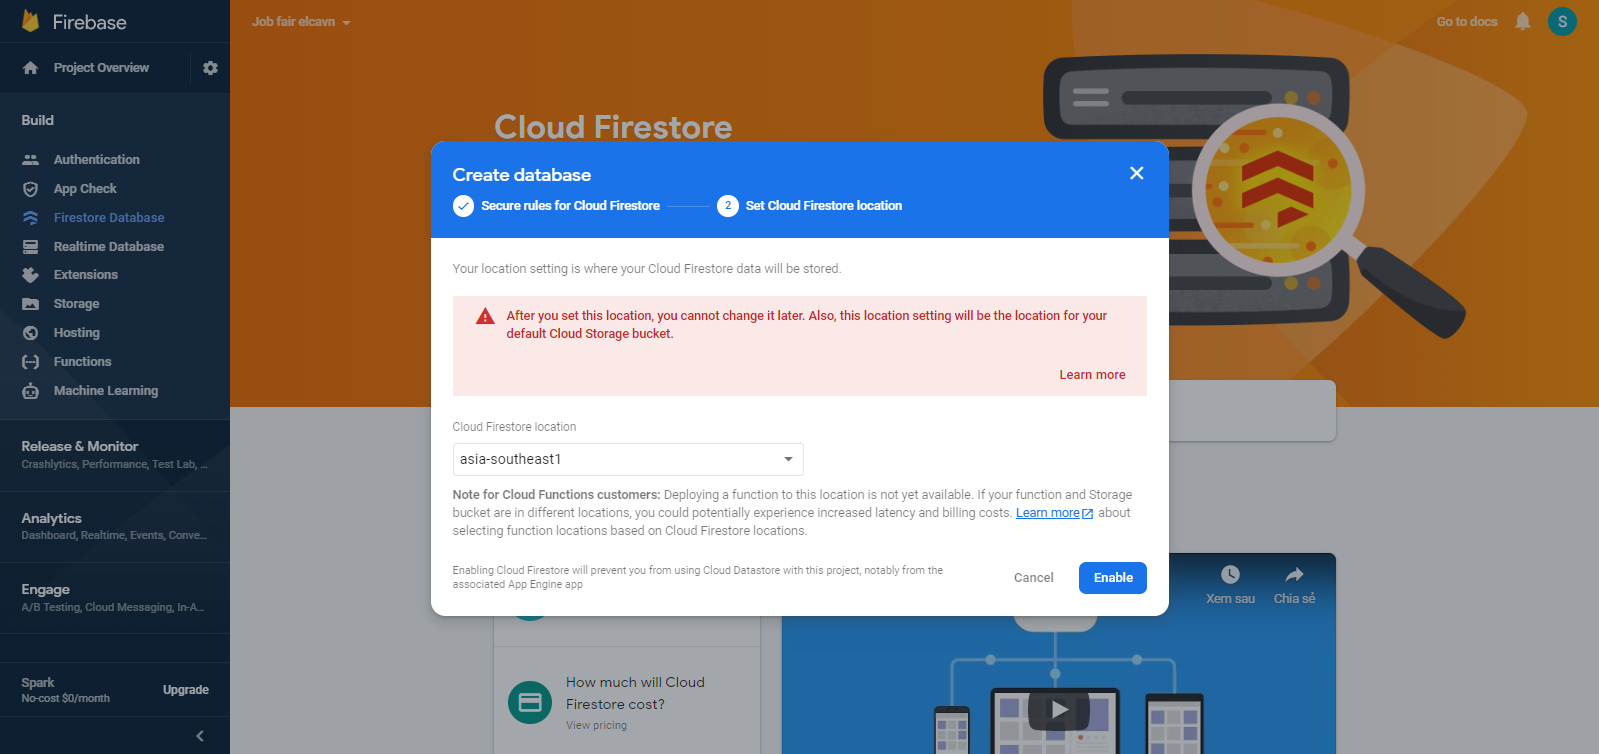 Firebase
Project Overview
Build
Authentication
App Check
Firestore Database
Realtime Database
Extensions
Storage
Hosting
Functions
Machine Learning
Release & Monitor
Crashlytics, Performance, Test Lab, ...
Analytics
Dashboard, Realtime, Events, Conve...
Engage
A/B Testing, Cloud Messaging, In-A...
Spark
No-cost $0/month
Upgrade
Job fair elcavn
Go to docs
S
Cloud Firestore
Create database
Secure rules for Cloud Firestore
2
Set Cloud Firestore location
Your location setting is where your Cloud Firestore data will be stored.
After you set this location, you cannot change it later. Also, this location setting will be the location for your
default Cloud Storage bucket.
Learn more
Cloud Firestore location
asia-southeast1
Note for Cloud Functions customers: Deploying a function to this location is not yet available. If your function and Storage
bucket are in different locations, you could potentially experience increased latency and billing costs. Learn more about
selecting function locations based on Cloud Firestore locations.
Enabling Cloud Firestore will prevent you from using Cloud Datastore with this project, notably from the
associated App Engine app
Cancel
Enable
Xem sau
Chia sẻ
How much will Cloud
Firestore cost?
View pricing